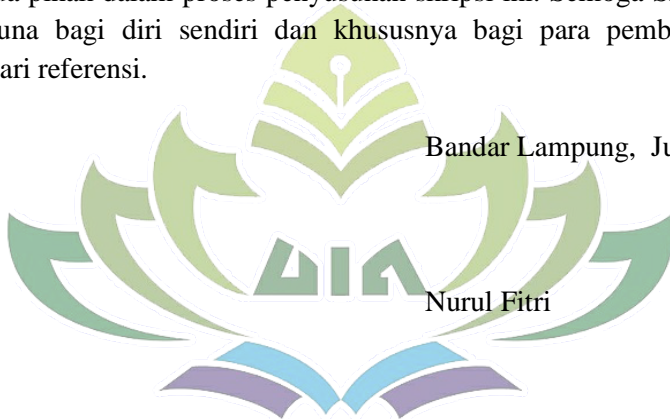 pihak dalam proses penyusunan skripsi ini. Semoga
una bagi diri sendiri dan khususnya bagi para pemb
ari referensi.
Bandar Lampung, Ju
UIN
Nurul Fitri